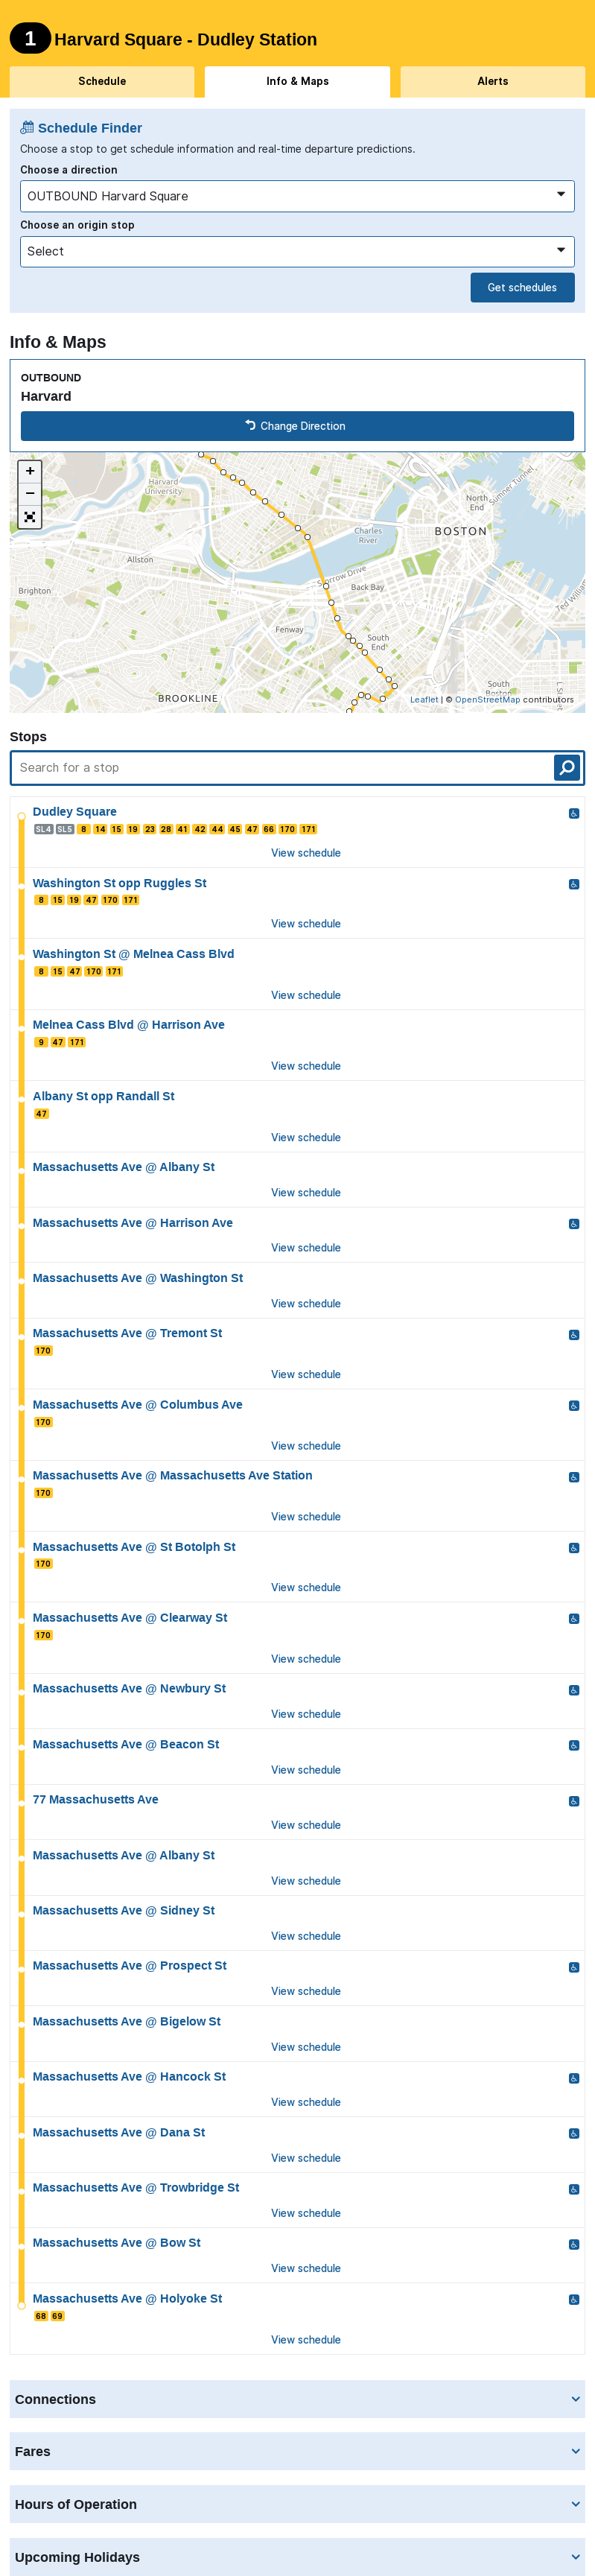 1 Harvard Square - Dudley Station
Schedule
Info & Maps
Alerts
Schedule Finder
Choose a stop to get schedule information and real-time departure predictions.
Choose a direction
OUTBOUND Harvard Square
Choose an origin stop
Select
Get schedules
Info & Maps
OUTBOUND
Harvard
Change Direction
+
−
Harvard
University
North
End
Sumner Tunnel
BOSTON
Charles
River
Allston
Storrow Drive
Back Bay
Brighton
Ted William
Fenway
South
End
South
Boston
BROOKLINE
Leaflet | © OpenStreetMap contributors
Stops
Search for a stop
Dudley Square
SL4 SL5 8 14 15 19 23 28 41 42 44 45 47 66 170 171
View schedule
Washington St opp Ruggles St
8 15 19 47 170 171
View schedule
Washington St @ Melnea Cass Blvd
8 15 47 170 171
View schedule
Melnea Cass Blvd @ Harrison Ave
9 47 171
View schedule
Albany St opp Randall St
47
View schedule
Massachusetts Ave @ Albany St
View schedule
Massachusetts Ave @ Harrison Ave
View schedule
Massachusetts Ave @ Washington St
View schedule
Massachusetts Ave @ Tremont St
170
View schedule
Massachusetts Ave @ Columbus Ave
170
View schedule
Massachusetts Ave @ Massachusetts Ave Station
170
View schedule
Massachusetts Ave @ St Botolph St
170
View schedule
Massachusetts Ave @ Clearway St
170
View schedule
Massachusetts Ave @ Newbury St
View schedule
Massachusetts Ave @ Beacon St
View schedule
77 Massachusetts Ave
View schedule
Massachusetts Ave @ Albany St
View schedule
Massachusetts Ave @ Sidney St
View schedule
Massachusetts Ave @ Prospect St
View schedule
Massachusetts Ave @ Bigelow St
View schedule
Massachusetts Ave @ Hancock St
View schedule
Massachusetts Ave @ Dana St
View schedule
Massachusetts Ave @ Trowbridge St
View schedule
Massachusetts Ave @ Bow St
View schedule
Massachusetts Ave @ Holyoke St
68 69
View schedule
Connections
Fares
Hours of Operation
Upcoming Holidays